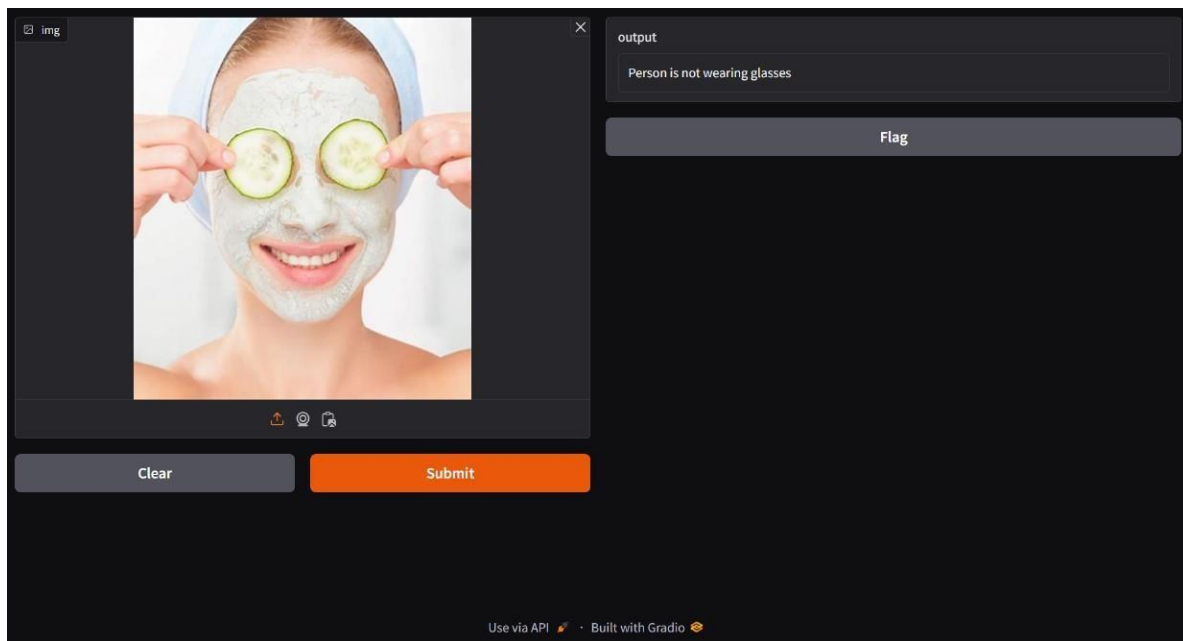 img
output
Person is not wearing glasses
Flag
Clear
Submit
Use via API 🚀 · Built with Gradio